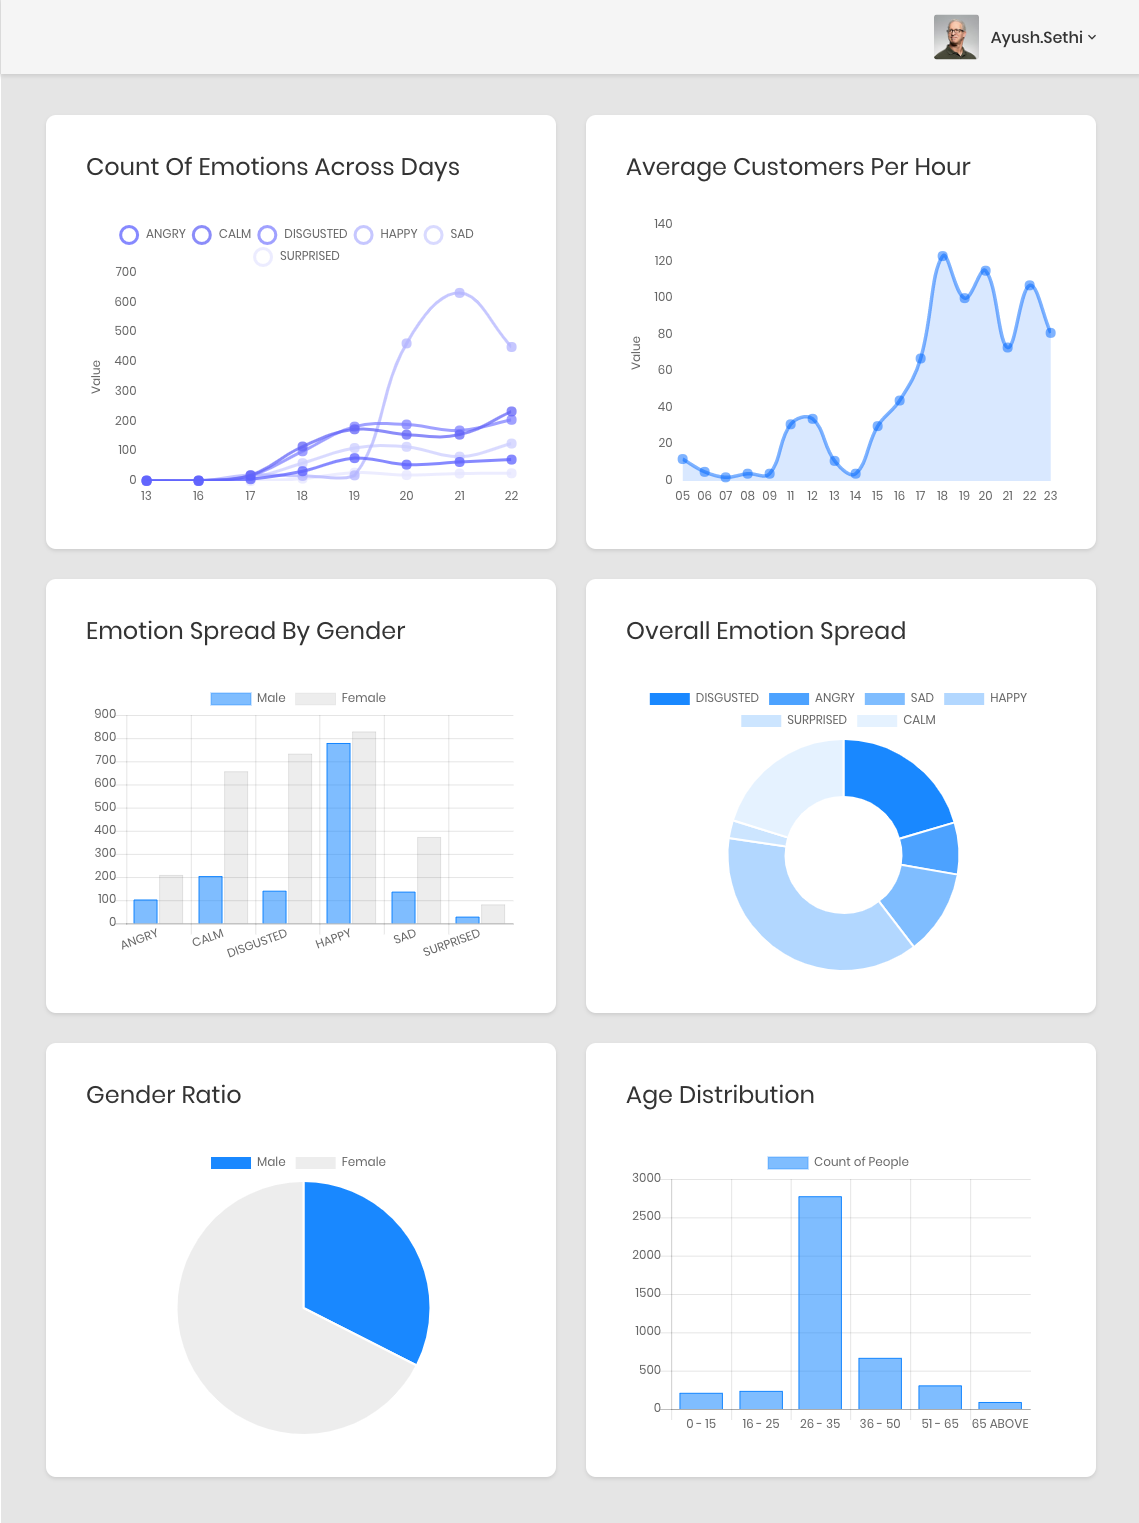 Ayush.Sethi
Count Of Emotions Across Days
ANGRY CALM DISGUSTED HAPPY SAD
SURPRISED
700
600
500
400
300
200
100
0
Value
13 16 17 18 19 20 21 22
Average Customers Per Hour
140
120
100
80
60
40
20
0
Value
05 06 07 08 09 11 12 13 14 15 16 17 18 19 20 21 22 23
Emotion Spread By Gender
Male Female
900
800
700
600
500
400
300
200
100
0
ANGRY CALM DISGUSTED HAPPY SAD SURPRISED
Overall Emotion Spread
DISGUSTED ANGRY SAD HAPPY
SURPRISED CALM
Gender Ratio
Male Female
Age Distribution
Count of People
3000
2500
2000
1500
1000
500
0
0 - 15 16 - 25 26 - 35 36 - 50 51 - 65 65 ABOVE